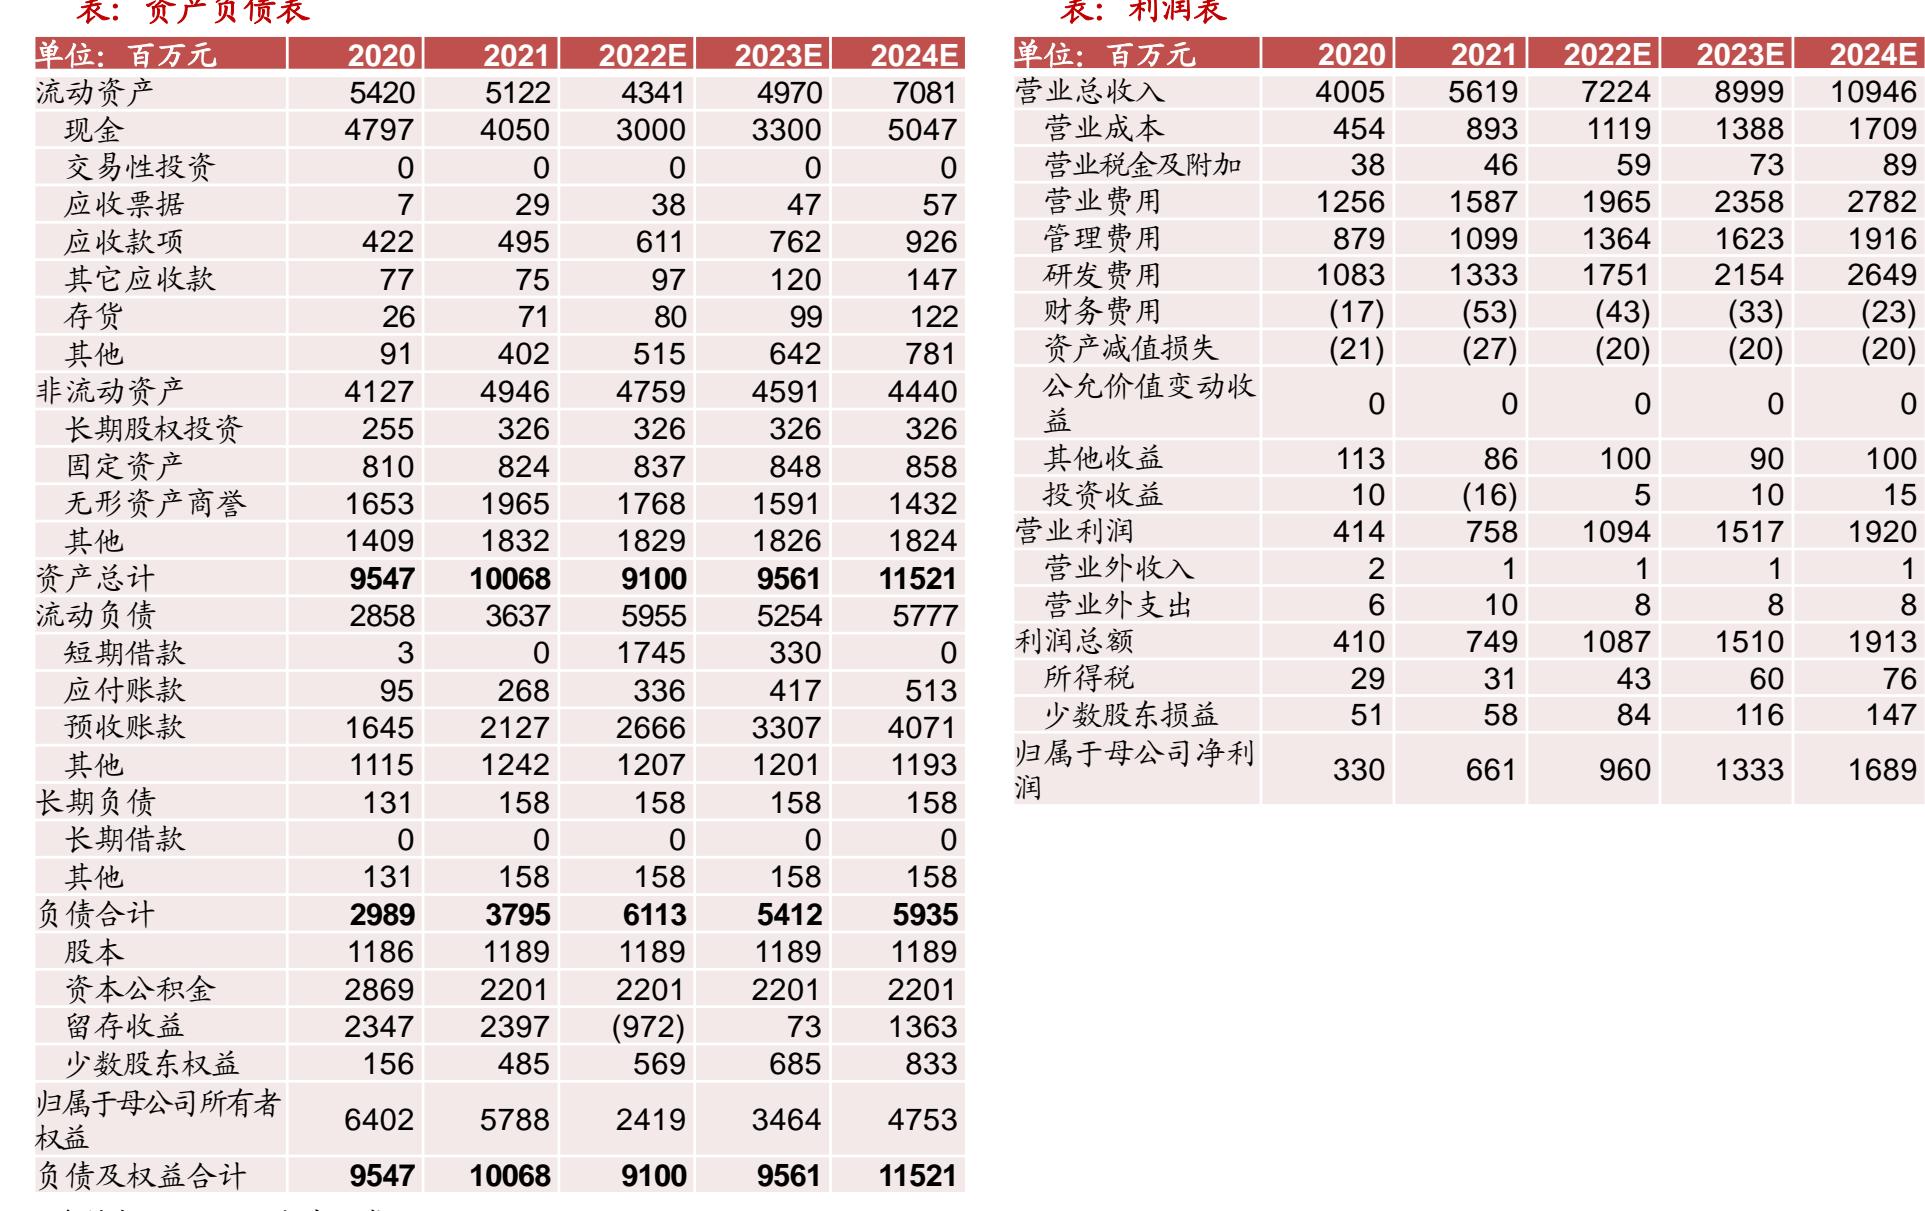 表：资产负债表
单位：百万元 2020 2021 2022E 2023E 2024E
流动资产 5420 5122 4341 4970 7081
现金 4797 4050 3000 3300 5047
交易性投资 0 0 0 0 0
应收票据 7 29 38 47 57
应收款项 422 495 611 762 926
其它应收款 77 75 97 120 147
存货 26 71 80 99 122
其他 91 402 515 642 781
非流动资产 4127 4946 4759 4591 4440
长期股权投资 255 326 326 326 326
固定资产 810 824 837 848 858
无形资产商誉 1653 1965 1768 1591 1432
其他 1409 1832 1829 1826 1824
资产总计 9547 10068 9100 9561 11521
流动负债 2858 3637 5955 5254 5777
短期借款 3 0 1745 330 0
应付账款 95 268 336 417 513
预收账款 1645 2127 2666 3307 4071
其他 1115 1242 1207 1201 1193
长期负债 131 158 158 158 158
长期借款 0 0 0 0 0
其他 131 158 158 158 158
负债合计 2989 3795 6113 5412 5935
股本 1186 1189 1189 1189 1189
资本公积金 2869 2201 2201 2201 2201
留存收益 2347 2397 (972) 73 1363
少数股东权益 156 485 569 685 833
归属于母公司所有者
权益 6402 5788 2419 3464 4753
负债及权益合计 9547 10068 9100 9561 11521
表：利润表
单位：百万元 2020 2021 2022E 2023E 2024E
营业总收入 4005 5619 7224 8999 10946
营业成本 454 893 1119 1388 1709
营业税金及附加 38 46 59 73 89
营业费用 1256 1587 1965 2358 2782
管理费用 879 1099 1364 1623 1916
研发费用 1083 1333 1751 2154 2649
财务费用 (17) (53) (43) (33) (23)
资产减值损失 (21) (27) (20) (20) (20)
公允价值变动收
益 0 0 0 0 0
其他收益 113 86 100 90 100
投资收益 10 (16) 5 10 15
营业利润 414 758 1094 1517 1920
营业外收入 2 1 1 1 1
营业外支出 6 10 8 8 8
利润总额 410 749 1087 1510 1913
所得税 29 31 43 60 76
少数股东损益 51 58 84 116 147
归属于母公司净利
润 330 661 960 1333 1689